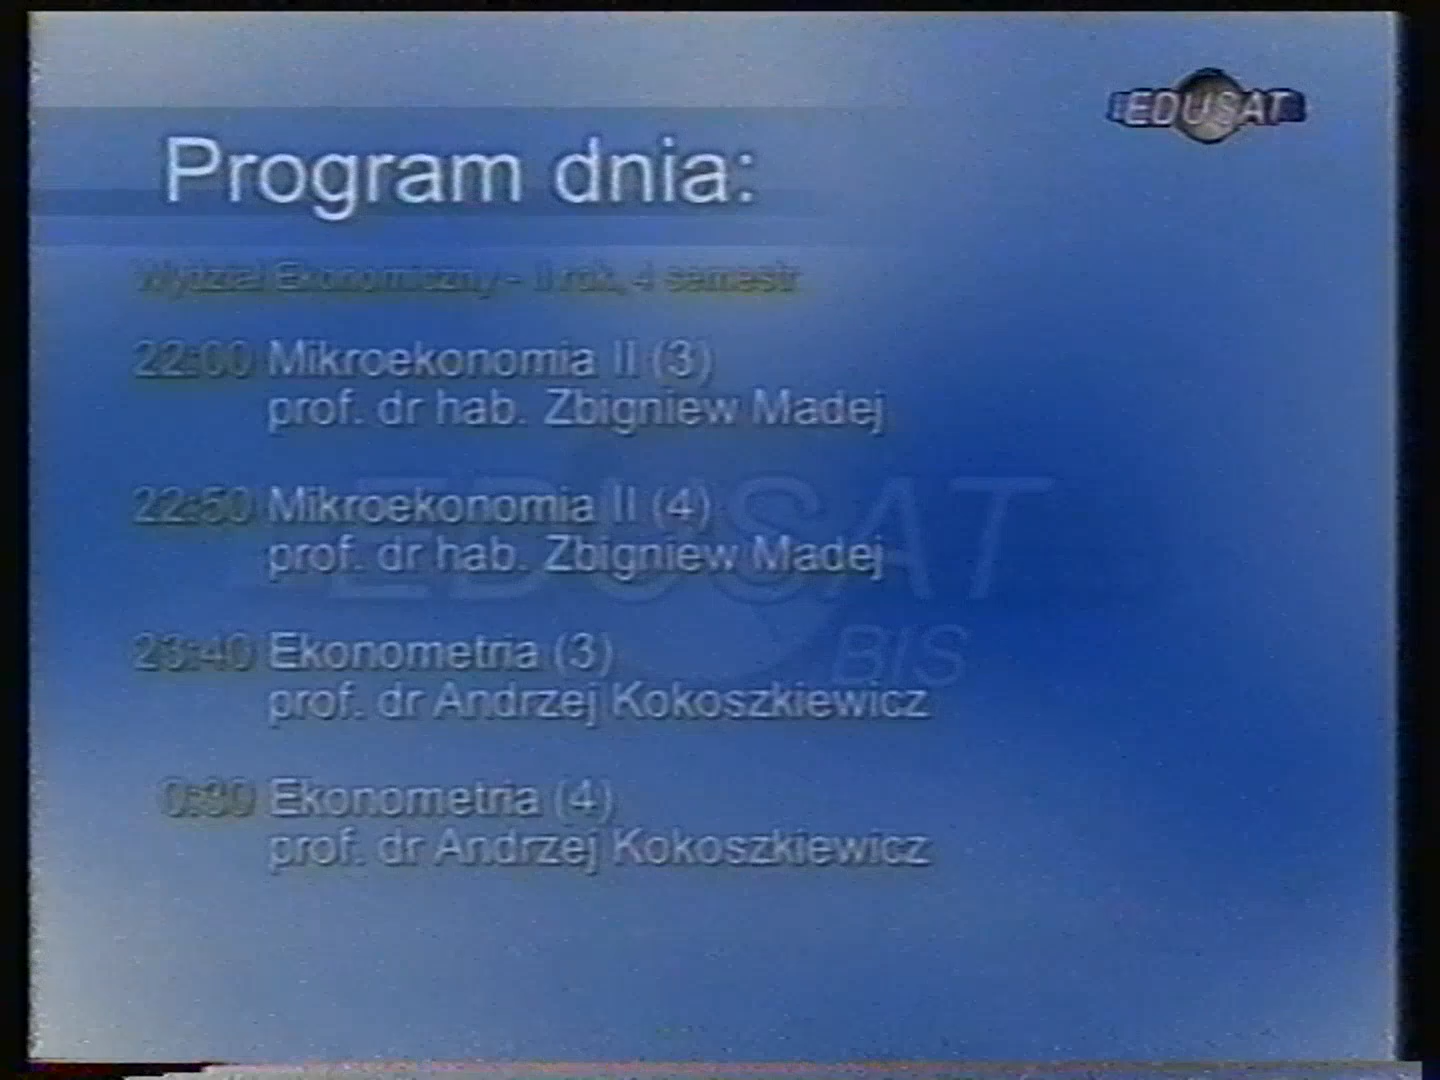 EDUSAT
Program dnia:
Wydział Ekonomiczny - II rok, 4 semestr
22:00 Mikroekonomia II (3)
prof. dr hab. Zbigniew Madej
22:50 Mikroekonomia II (4)
prof. dr hab. Zbigniew Madej
23:40 Ekonometria (3)
prof. dr Andrzej Kokoszkiewicz
0:30 Ekonometria (4)
prof. dr Andrzej Kokoszkiewicz
EDUSAT
BIS